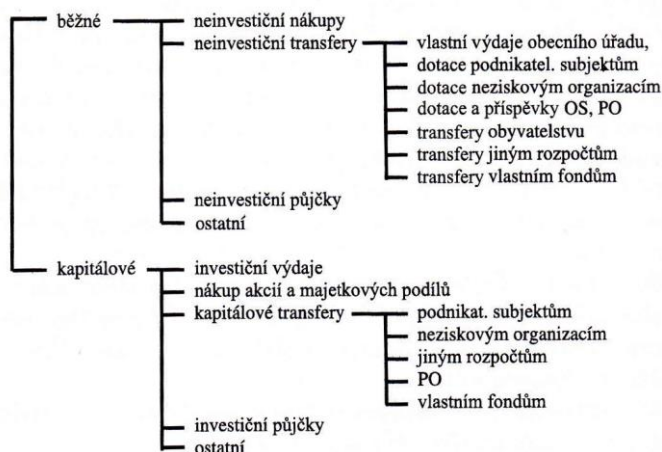 běžné neinvestiční nákupy
neinvestiční transfery vlastní výdaje obecního úřadu,
dotace podnikatel. subjektům
dotace neziskovým organizacím
dotace a příspěvky OS, PO
transfery obyvatelstvu
transfery jiným rozpočtům
transfery vlastním fondům
neinvestiční půjčky
ostatní
kapitálové investiční výdaje
nákup akcií a majetkových podílů
kapitálové transfery podnikat. subjektům
neziskovým organizacím
jiným rozpočtům
PO
vlastním fondům
investiční půjčky
ostatní